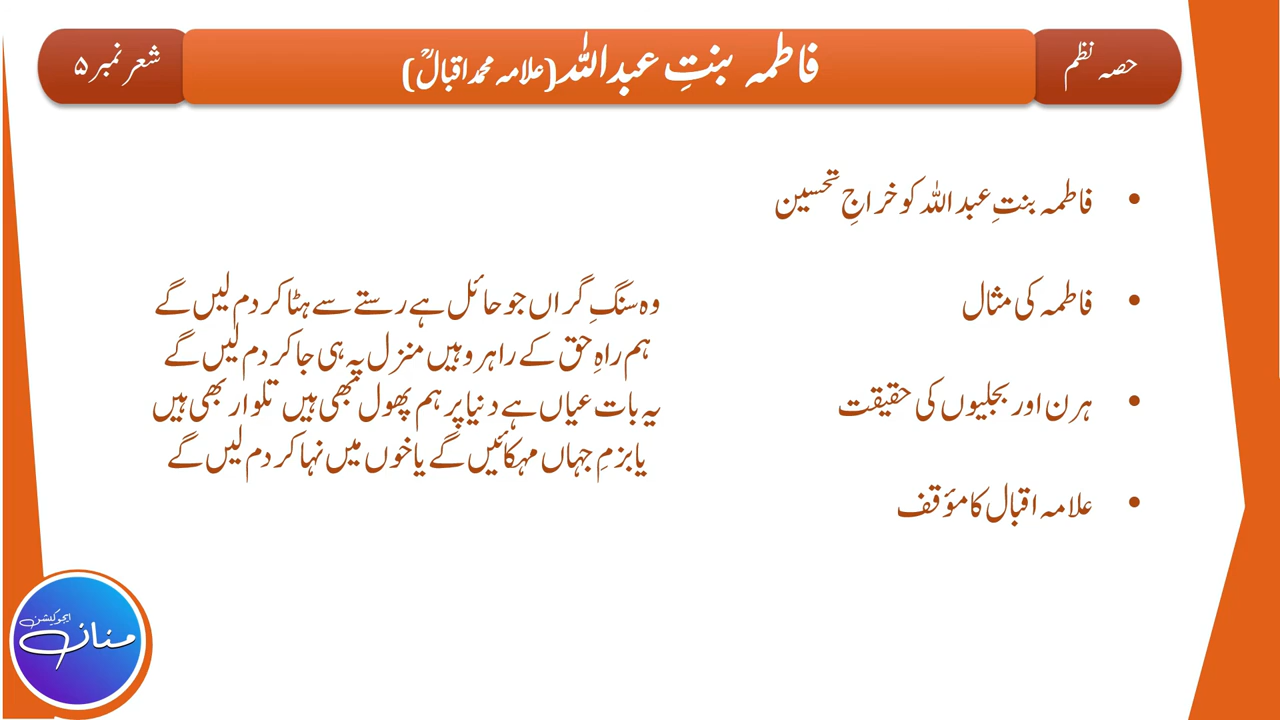 حصہ نظم
فاطمہ بنتِ عبداللہ (علامہ محمد اقبالؒ)
شعر نمبر ۵
• فاطمہ بنتِ عبداللہ کو خراجِ تحسین
• فاطمہ کی مثال
• ہرن اور بجلیوں کی حقیقت
• علامہ اقبال کا مؤقف
وہ سنگِ گراں جو حائل ہے رستے سے ہٹا کر دم لیں گے
ہم راہِ حق کے راہرو ہیں منزل پہ ہی جا کر دم لیں گے
یہ بات عیاں ہے دنیا پر ہم پھول بھی ہیں تلوار بھی ہیں
یا بزمِ جہاں مہکائیں گے یا خوں میں نہا کر دم لیں گے
منان ایجوکیشن